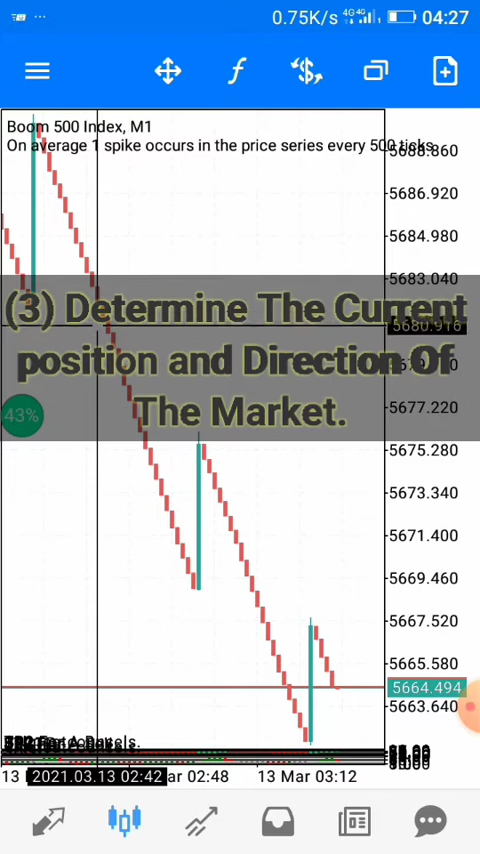 0.75K/s 4G 4G 04:27
Boom 500 Index, M1
On average 1 spike occurs in the price series every 500 ticks
5688.860
5686.920
5684.980
5683.040
(3) Determine The Current
5680.916
position and Direction Of
5677.220
The Market.
43%
5675.280
5673.340
5671.400
5669.460
5667.520
5665.580
5664.494
5663.640
13 2021.03.13 02:42 ar 02:48 13 Mar 03:12